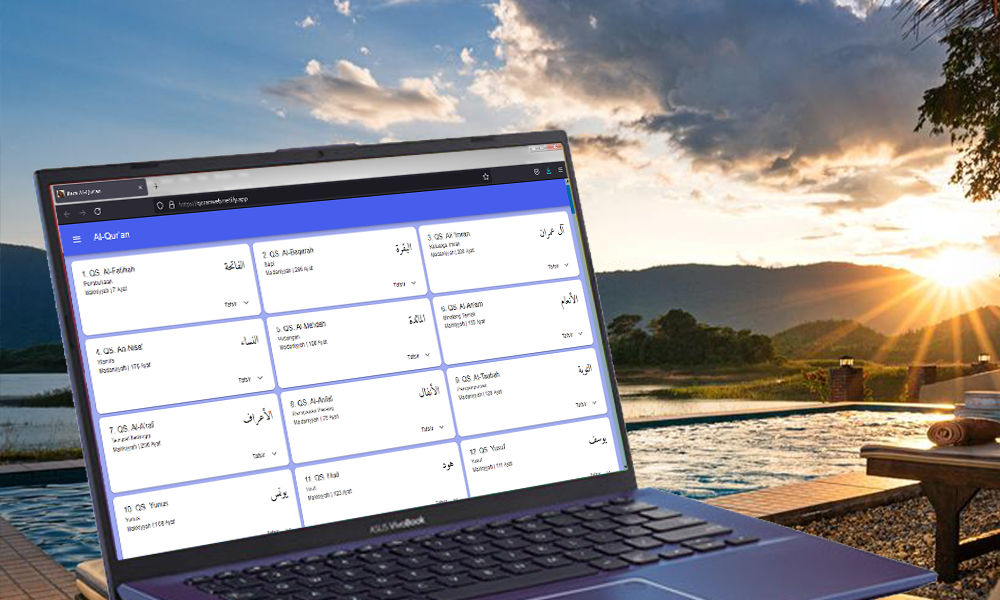 Baca Al-Qur'an
https://quranweb.netlify.app
Al-Qur'an
1. QS. Al-Fatihah
الفاتحة
Pembukaan
Makkiyyah | 7 Ayat
Tafsir
2. QS. Al-Baqarah
البقرة
Sapi
Madaniyyah | 286 Ayat
Tafsir
3. QS. Ali 'Imran
آل عمران
Keluarga Imran
Madaniyyah | 200 Ayat
Tafsir
4. QS. An-Nisa'
النساء
Wanita
Madaniyyah | 176 Ayat
Tafsir
5. QS. Al-Ma'idah
المائدة
Hidangan
Madaniyyah | 120 Ayat
Tafsir
6. QS. Al-An'am
الأنعام
Binatang Ternak
Makkiyyah | 165 Ayat
Tafsir
7. QS. Al-A'raf
الأعراف
Tempat Tertinggi
Makkiyyah | 206 Ayat
Tafsir
8. QS. Al-Anfal
الأنفال
Rampasan Perang
Madaniyyah | 75 Ayat
Tafsir
9. QS. At-Taubah
التوبة
Pengampunan
Madaniyyah | 129 Ayat
Tafsir
10. QS. Yunus
يونس
Yunus
Makkiyyah | 109 Ayat
11. QS. Hud
هود
Hud
Makkiyyah | 123 Ayat
12. QS. Yusuf
يوسف
Yusuf
Makkiyyah | 111 Ayat
ASUS VivoBook